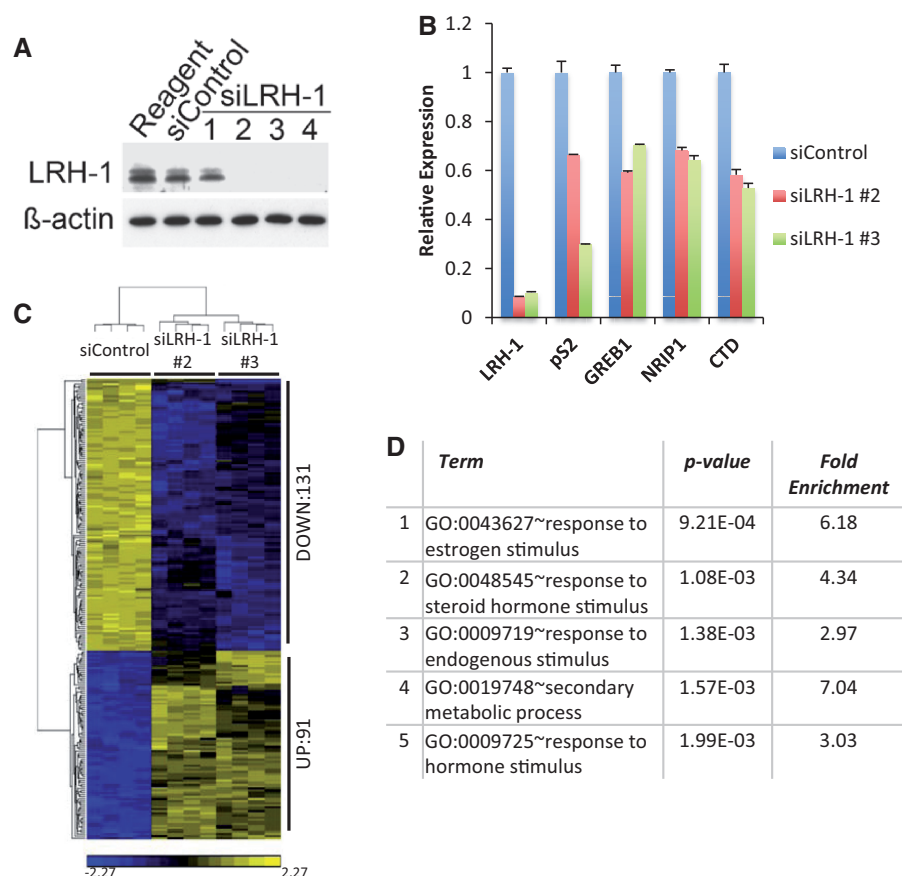 A
Reagent
siControl
siLRH-1
1 2 3 4
LRH-1
ß-actin
B
Relative Expression
1.2
1
0.8
0.6
0.4
0.2
0
LRH-1
pS2
GREB1
NRIP1
CTD
siControl
siLRH-1 #2
siLRH-1 #3
C
siControl
siLRH-1
#2
siLRH-1
#3
DOWN:131
UP:91
-2.27
2.27
D
Term p-value Fold
Enrichment
1 GO:0043627~response to 9.21E-04 6.18
estrogen stimulus
2 GO:0048545~response to 1.08E-03 4.34
steroid hormone stimulus
3 GO:0009719~response to 1.38E-03 2.97
endogenous stimulus
4 GO:0019748~secondary 1.57E-03 7.04
metabolic process
5 GO:0009725~response to 1.99E-03 3.03
hormone stimulus